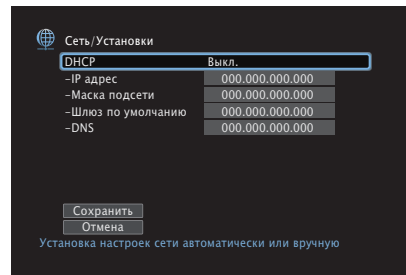 Сеть/Установки
DHCP Выкл.
–IP адрес 000.000.000.000
–Маска подсети 000.000.000.000
–Шлюз по умолчанию 000.000.000.000
–DNS 000.000.000.000
Сохранить
Отмена
Установка настроек сети автоматически или вручную